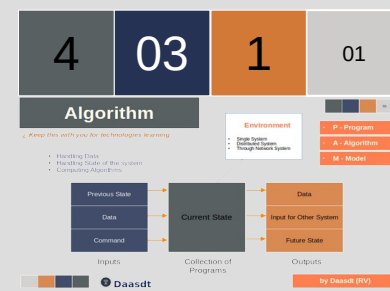 4
03
1
01
Algorithm
Keep this with you for technologies learning
Handling Data
Handling State of the system
Computing Algorithms
Environment
Single System
Distributed System
Through Network System
P - Program
A - Algorithm
M - Model
Previous State
Data
Command
Current State
Data
Input for Other System
Future State
Inputs
Collection of
Programs
Outputs
Daasdt
by Daasdt (RV)